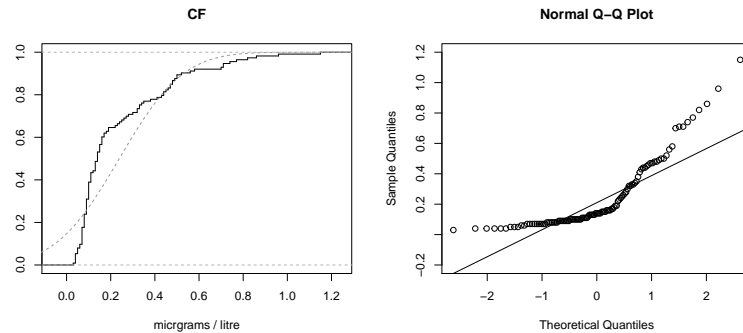 CF
1.0
0.8
0.6
0.4
0.2
0.0
0.0 0.2 0.4 0.6 0.8 1.0 1.2
micrgrams / litre
Normal Q−Q Plot
Sample Quantiles
1.2
1.0
0.8
0.6
0.4
0.2
−0.2
−2 −1 0 1 2
Theoretical Quantiles